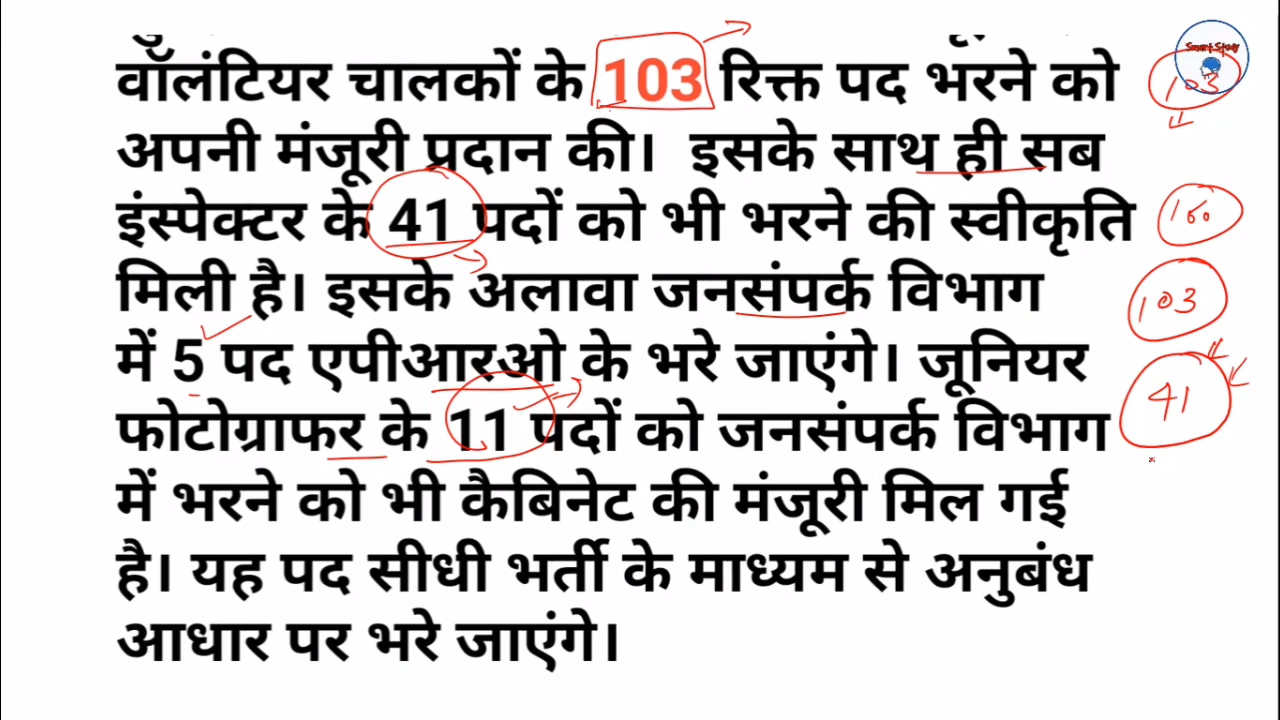 वॉलंटियर चालकों के 103 रिक्त पद भरने को
अपनी मंजूरी प्रदान की। इसके साथ ही सब
इंस्पेक्टर के 41 पदों को भी भरने की स्वीकृति
मिली है। इसके अलावा जनसंपर्क विभाग
में 5 पद एपीआरओ के भरे जाएंगे। जूनियर
फोटोग्राफर के 11 पदों को जनसंपर्क विभाग
में भरने को भी कैबिनेट की मंजूरी मिल गई
है। यह पद सीधी भर्ती के माध्यम से अनुबंध
आधार पर भरे जाएंगे।
Smart Study
103
160
103
41